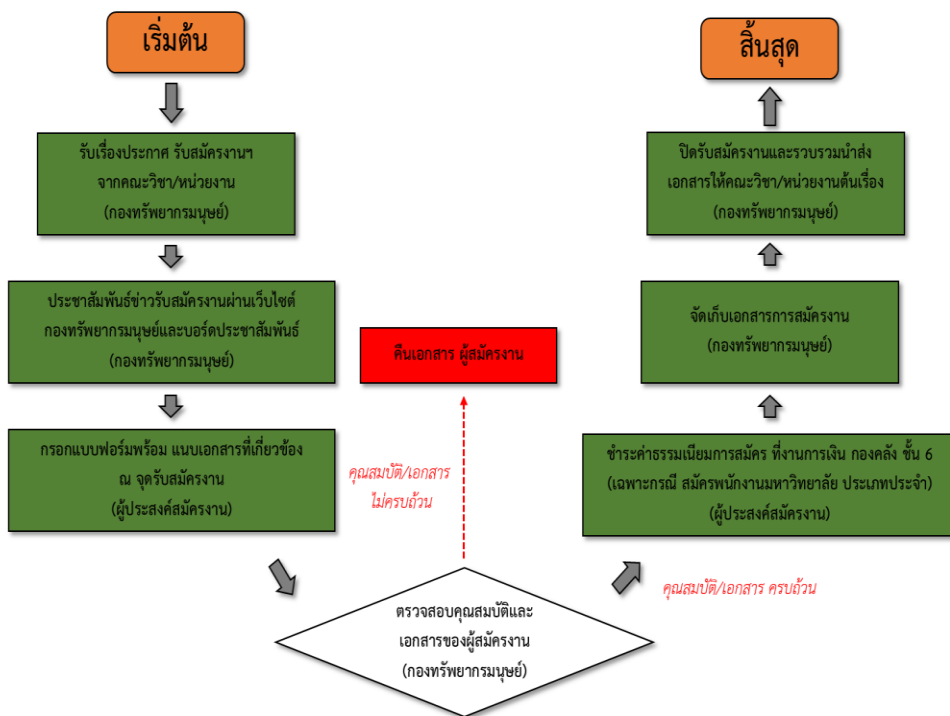 เริ่มต้น
รับเรื่องประกาศ รับสมัครงานฯ
จากคณะวิชา/หน่วยงาน
(กองทรัพยากรมนุษย์)
ประชาสัมพันธ์ข่าวรับสมัครงานผ่านเว็บไซต์
กองทรัพยากรมนุษย์และบอร์ดประชาสัมพันธ์
(กองทรัพยากรมนุษย์)
กรอกแบบฟอร์มพร้อม แนบเอกสารที่เกี่ยวข้อง
ณ จุดรับสมัครงาน
(ผู้ประสงค์สมัครงาน)
ตรวจสอบคุณสมบัติและ
เอกสารของผู้สมัครงาน
(กองทรัพยากรมนุษย์)
คุณสมบัติ/เอกสาร
ไม่ครบถ้วน
คืนเอกสาร ผู้สมัครงาน
คุณสมบัติ/เอกสาร ครบถ้วน
ชำระค่าธรรมเนียมการสมัคร ที่งานการเงิน กองคลัง ชั้น 6
(เฉพาะกรณี สมัครพนักงานมหาวิทยาลัย ประเภทประจำ)
(ผู้ประสงค์สมัครงาน)
จัดเก็บเอกสารการสมัครงาน
(กองทรัพยากรมนุษย์)
ปิดรับสมัครงานและรวบรวมนำส่ง
เอกสารให้คณะวิชา/หน่วยงานต้นเรื่อง
(กองทรัพยากรมนุษย์)
สิ้นสุด